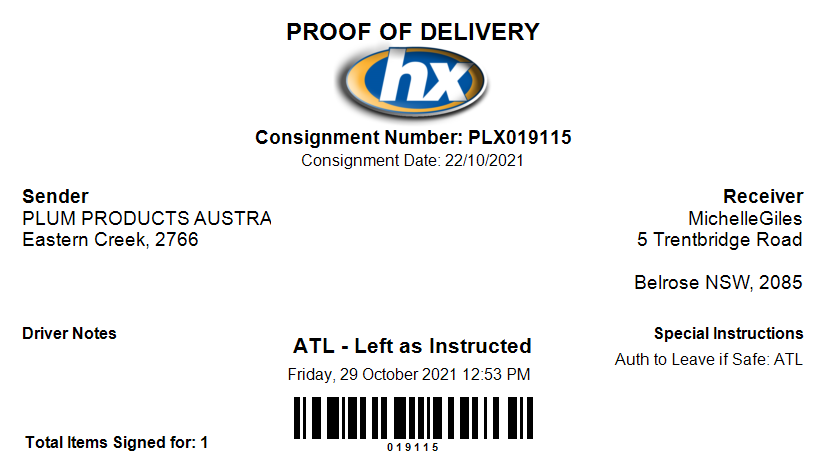 PROOF OF DELIVERY
hx
Consignment Number: PLX019115
Consignment Date: 22/10/2021
Sender
PLUM PRODUCTS AUSTRA
Eastern Creek, 2766
Receiver
MichelleGiles
5 Trentbridge Road
Belrose NSW, 2085
Driver Notes
ATL - Left as Instructed
Friday, 29 October 2021 12:53 PM
Special Instructions
Auth to Leave if Safe: ATL
019115
Total Items Signed for: 1